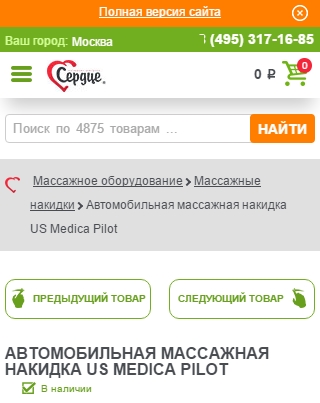 Полная версия сайта
Ваш город: Москва
(495) 317-16-85
Сердце
0 ₽
0
Поиск по 4875 товарам ...
НАЙТИ
Массажное оборудование > Массажные
накидки > Автомобильная массажная накидка
US Medica Pilot
ПРЕДЫДУЩИЙ ТОВАР
СЛЕДУЮЩИЙ ТОВАР
АВТОМОБИЛЬНАЯ МАССАЖНАЯ
НАКИДКА US MEDICA PILOT
В наличии